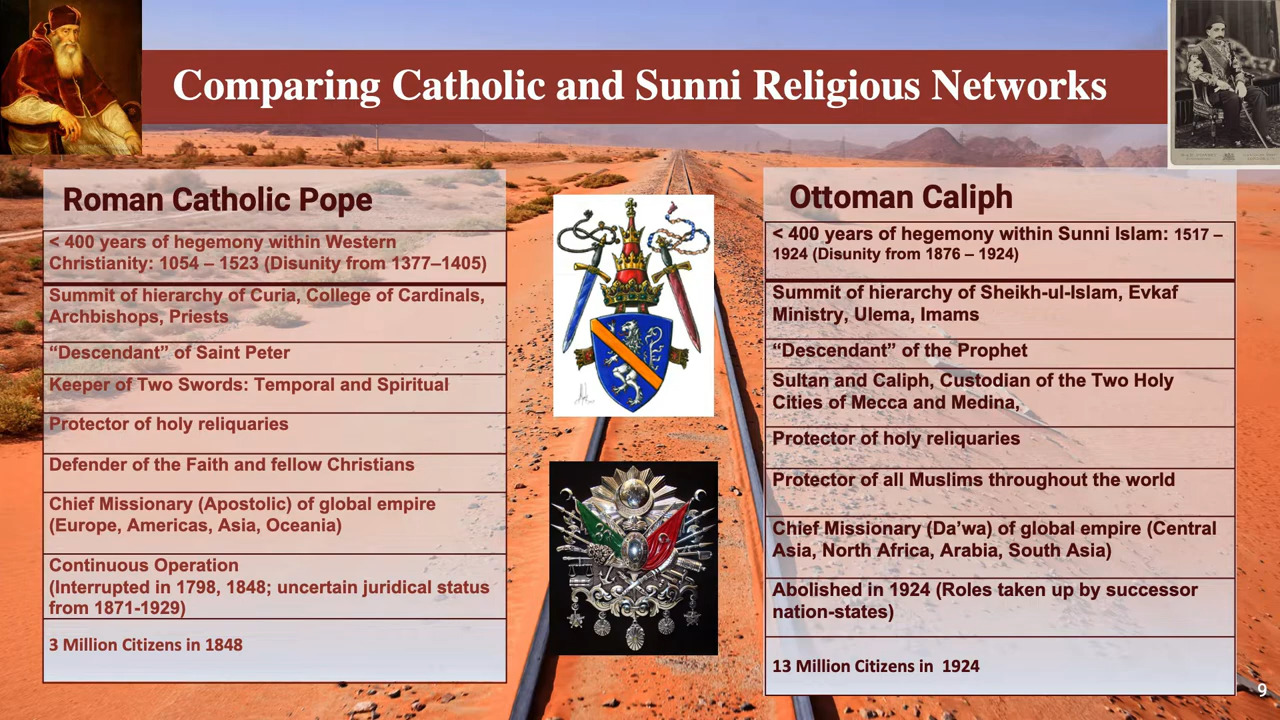 Comparing Catholic and Sunni Religious Networks
Roman Catholic Pope
< 400 years of hegemony within Western
Christianity: 1054 – 1523 (Disunity from 1377–1405)
Summit of hierarchy of Curia, College of Cardinals,
Archbishops, Priests
“Descendant” of Saint Peter
Keeper of Two Swords: Temporal and Spiritual
Protector of holy reliquaries
Defender of the Faith and fellow Christians
Chief Missionary (Apostolic) of global empire
(Europe, Americas, Asia, Oceania)
Continuous Operation
(Interrupted in 1798, 1848; uncertain juridical status
from 1871-1929)
3 Million Citizens in 1848
Ottoman Caliph
< 400 years of hegemony within Sunni Islam: 1517 –
1924 (Disunity from 1876 – 1924)
Summit of hierarchy of Sheikh-ul-Islam, Evkaf
Ministry, Ulema, Imams
“Descendant” of the Prophet
Sultan and Caliph, Custodian of the Two Holy
Cities of Mecca and Medina,
Protector of holy reliquaries
Protector of all Muslims throughout the world
Chief Missionary (Da’wa) of global empire (Central
Asia, North Africa, Arabia, South Asia)
Abolished in 1924 (Roles taken up by successor
nation-states)
13 Million Citizens in 1924
9